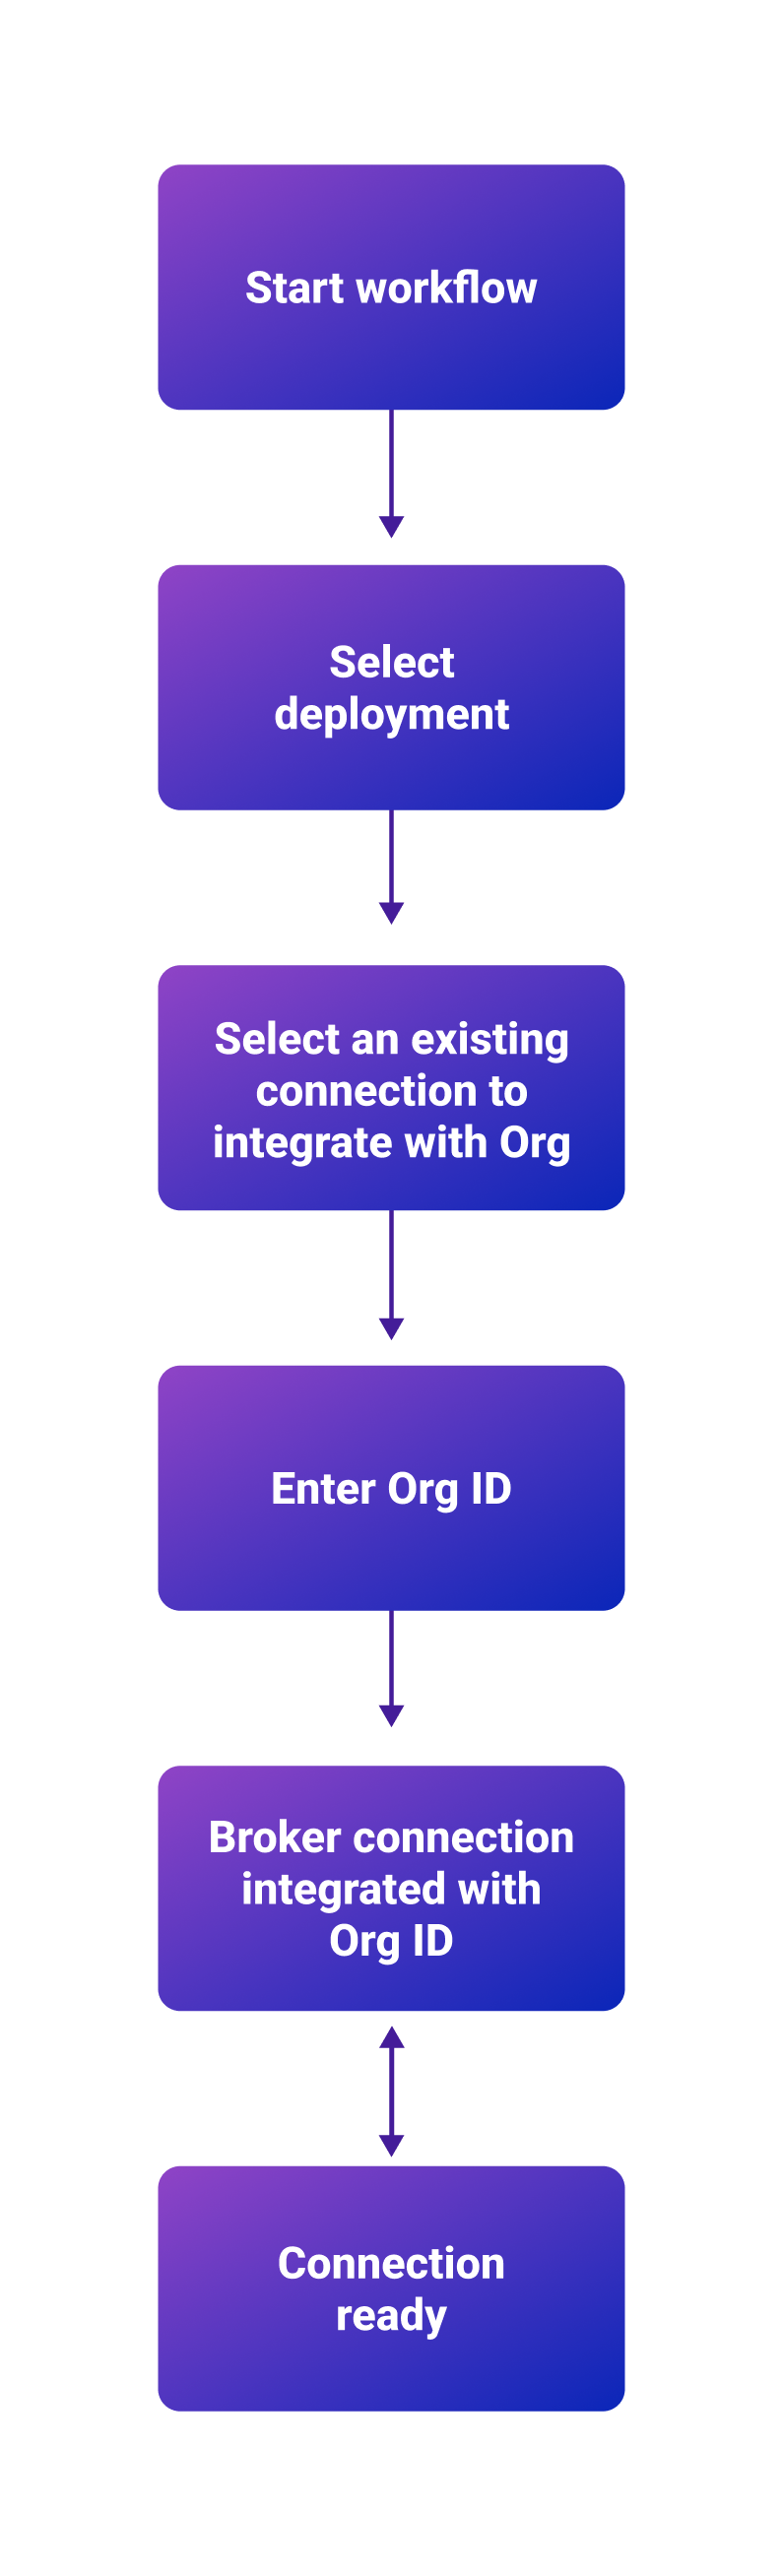 Start workflow
Select
deployment
Select an existing
connection to
integrate with Org
Enter Org ID
Broker connection
integrated with
Org ID
Connection
ready